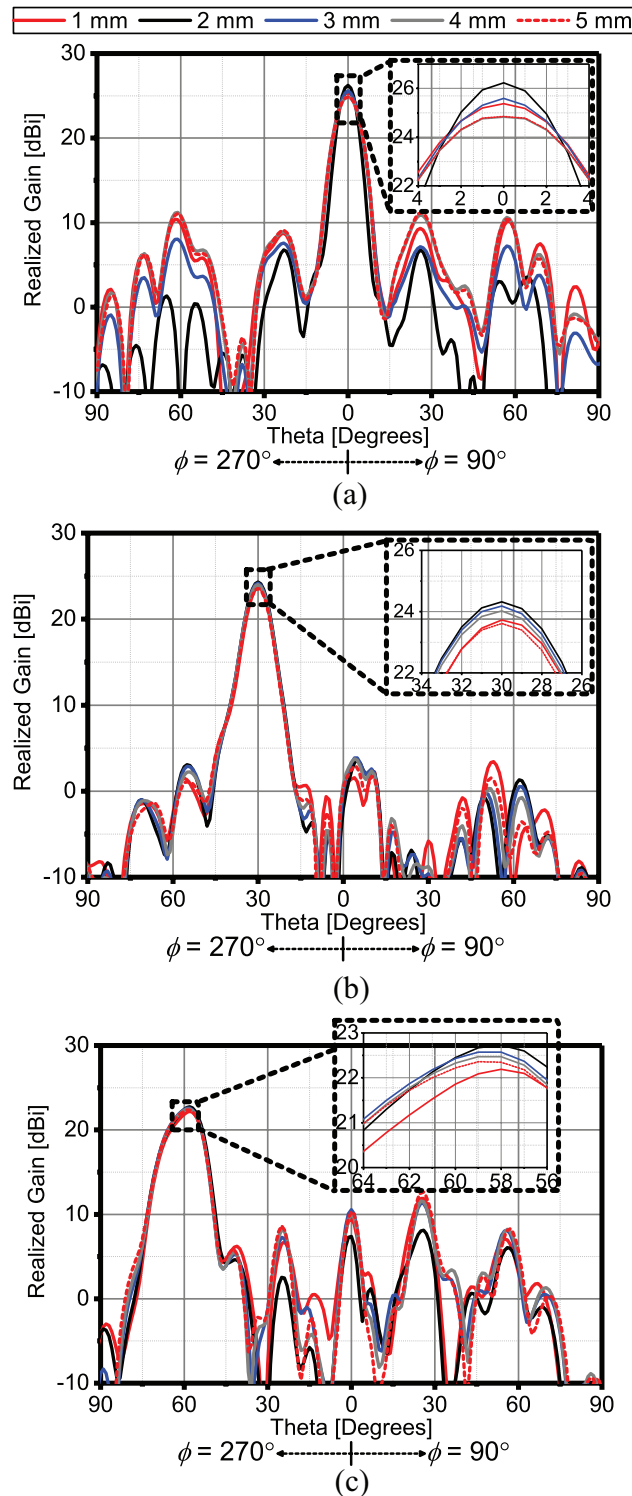 1 mm 2 mm 3 mm 4 mm 5 mm
30
20
10
0
-10
Realized Gain [dBi]
26
25
24
23
22
4 2 0 2 4
90 60 30 0 30 60 90
Theta [Degrees]
ϕ = 270° ϕ = 90°
(a)
30
20
10
0
-10
Realized Gain [dBi]
26
24
22
34 32 30 28 26
90 60 30 0 30 60 90
Theta [Degrees]
ϕ = 270° ϕ = 90°
(b)
30
20
10
0
-10
Realized Gain [dBi]
23
22
21
20
64 62 60 58 56
90 60 30 0 30 60 90
Theta [Degrees]
ϕ = 270° ϕ = 90°
(c)